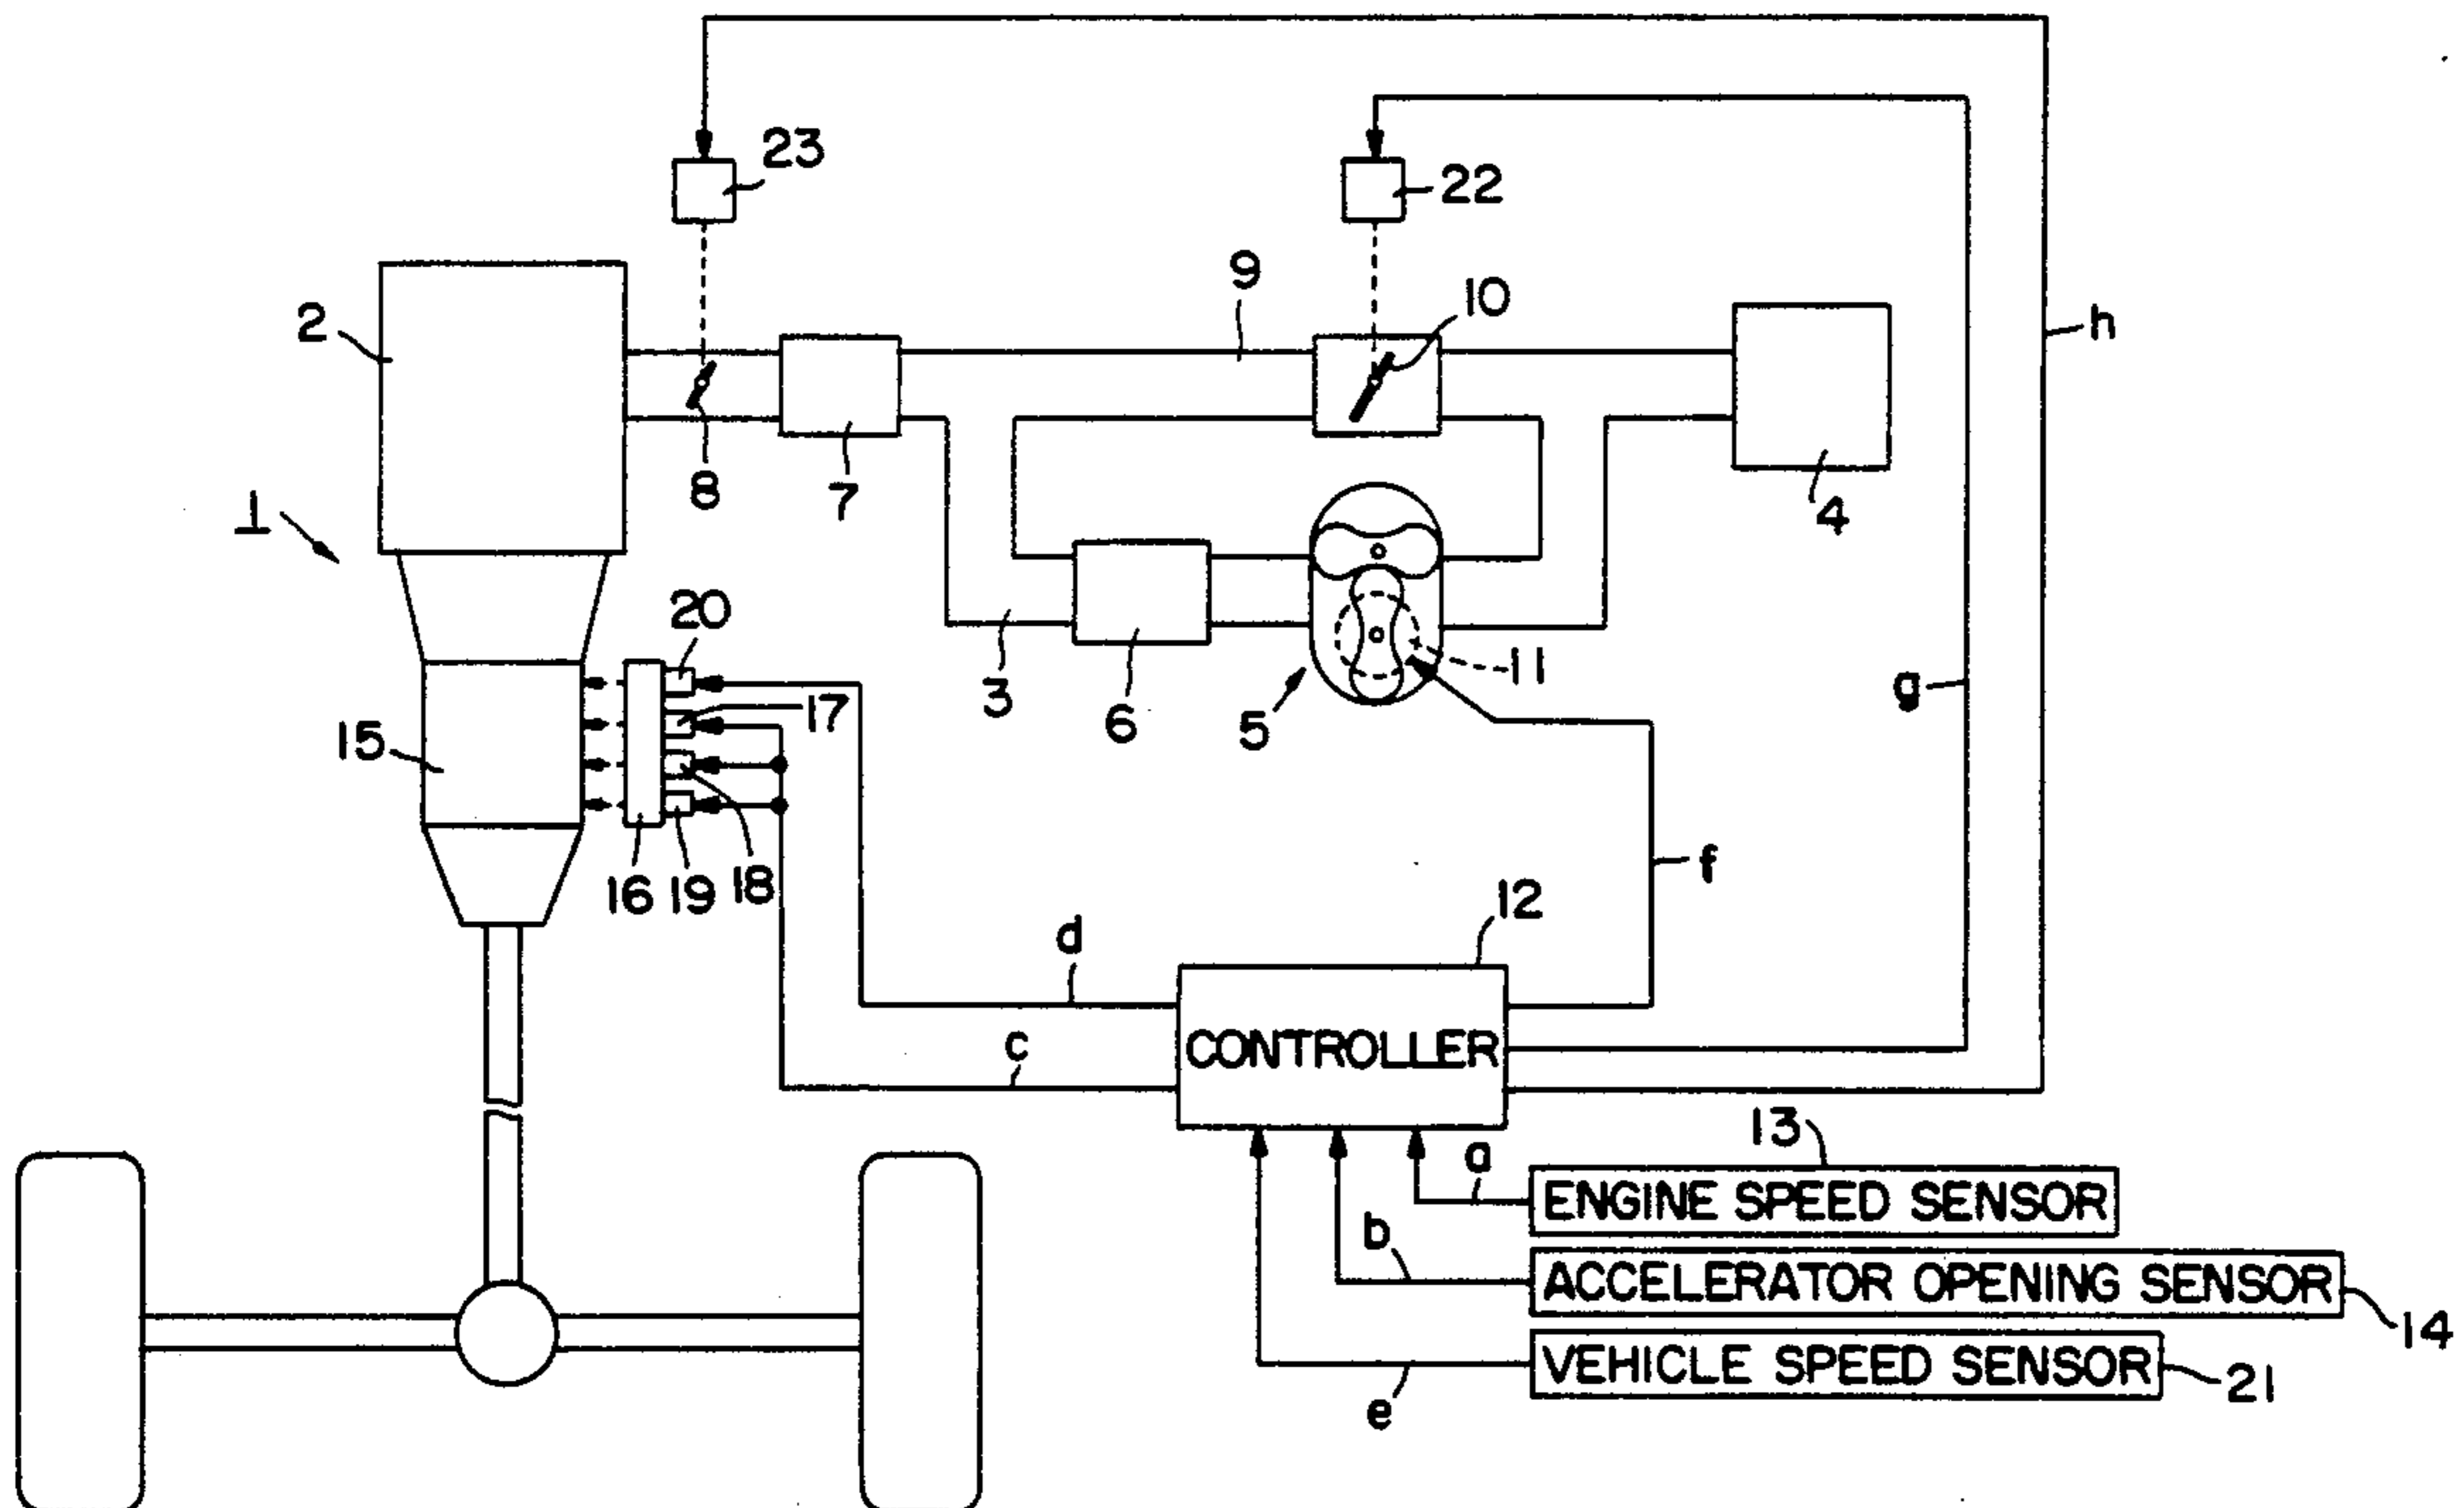 23
22
9
10
2
h
8
7
4
1
20
17
3
6
5
11
g
15
16
19
18
f
12
d
CONTROLLER
c
13
a
ENGINE SPEED SENSOR
b
ACCELERATOR OPENING SENSOR
14
VEHICLE SPEED SENSOR
21
e